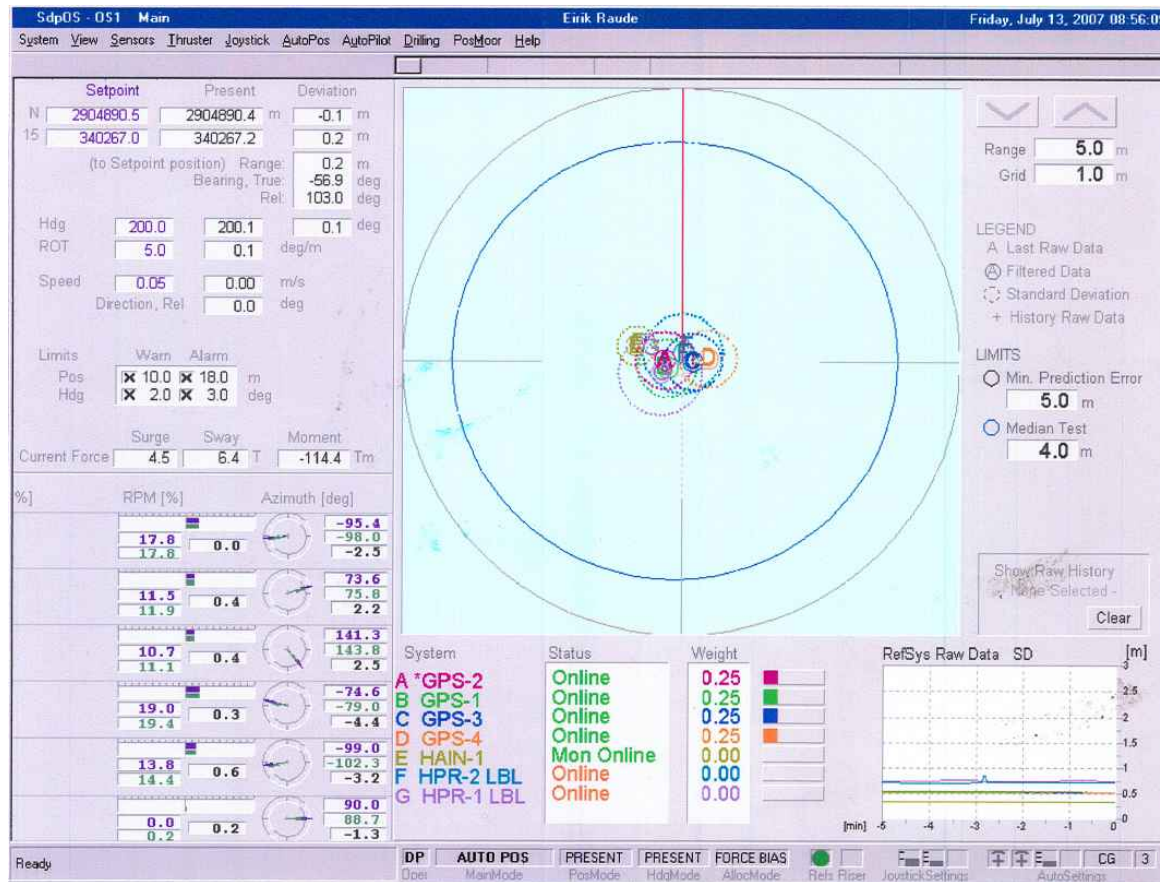 SdpOS - OS1 Main Eirik Raude Friday, July 13, 2007 08:56:0
System View Sensors Thruster Joystick AutoPos AutoPilot Drilling PosMoor Help
Setpoint Present Deviation
N 2904890.5 2904890.4 m -0.1 m
15 340267.0 340267.2 0.2 m
(to Setpoint position) Range: 0.2 m
Bearing, True: -56.9 deg
Rel: 103.0 deg
Hdg 200.0 200.1 0.1 deg
ROT 5.0 0.1 deg/m
Speed 0.05 0.00 m/s
Direction, Rel 0.0 deg
Limits Warn Alarm
Pos 10.0 18.0 m
Hdg 2.0 3.0 deg
Surge Sway Moment
Current Force 4.5 6.4 T -114.4 Tm
%] RPM [%] Azimuth [deg]
17.8 17.8 0.0 -95.4 -98.0 -2.5
11.5 11.9 0.4 73.6 75.8 2.2
10.7 11.1 0.4 141.3 143.8 2.5
19.0 19.4 0.3 -74.6 -79.0 -4.4
13.8 14.4 0.6 -99.0 -102.3 -3.2
0.0 0.2 0.2 90.0 88.7 -1.3
E A C D
Range 5.0 m
Grid 1.0 m
LEGEND
A Last Raw Data
A Filtered Data
Standard Deviation
+ History Raw Data
LIMITS
Min. Prediction Error
5.0 m
Median Test
4.0 m
Show Raw History
- None Selected -
Clear
System Status Weight
A *GPS-2 Online 0.25
B GPS-1 Online 0.25
C GPS-3 Online 0.25
D GPS-4 Online 0.25
E HAIN-1 Mon Online 0.00
F HPR-2 LBL Online 0.00
G HPR-1 LBL Online 0.00
RefSys Raw Data SD [m]
3
2.5
2
1.5
1
0.5
0
[min] -5 -4 -3 -2 -1 0
Ready
DP AUTO POS PRESENT PRESENT FORCE BIAS CG 3
Oper MainMode PosMode HdgMode AllocMode Refs Riser JoystickSettings AutoSettings